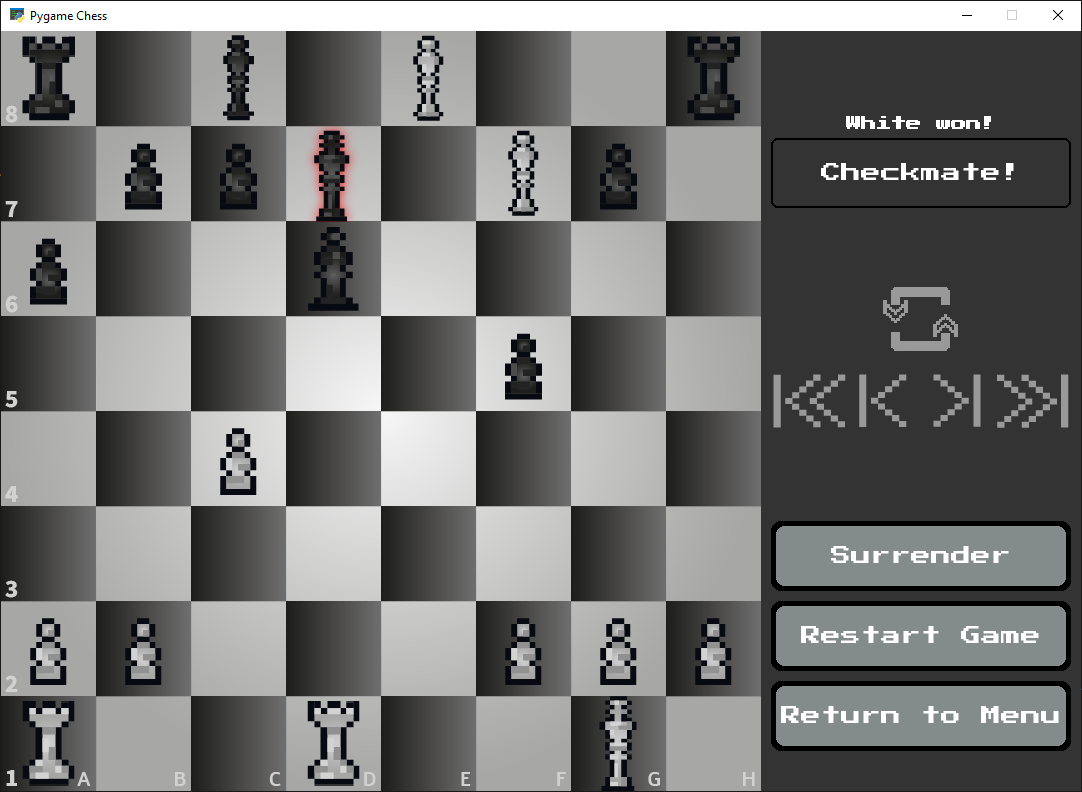 Pygame Chess
White won!
Checkmate!
8
7
6
5
4
3
2
1 A B C D E F G H
Surrender
Restart Game
Return to Menu